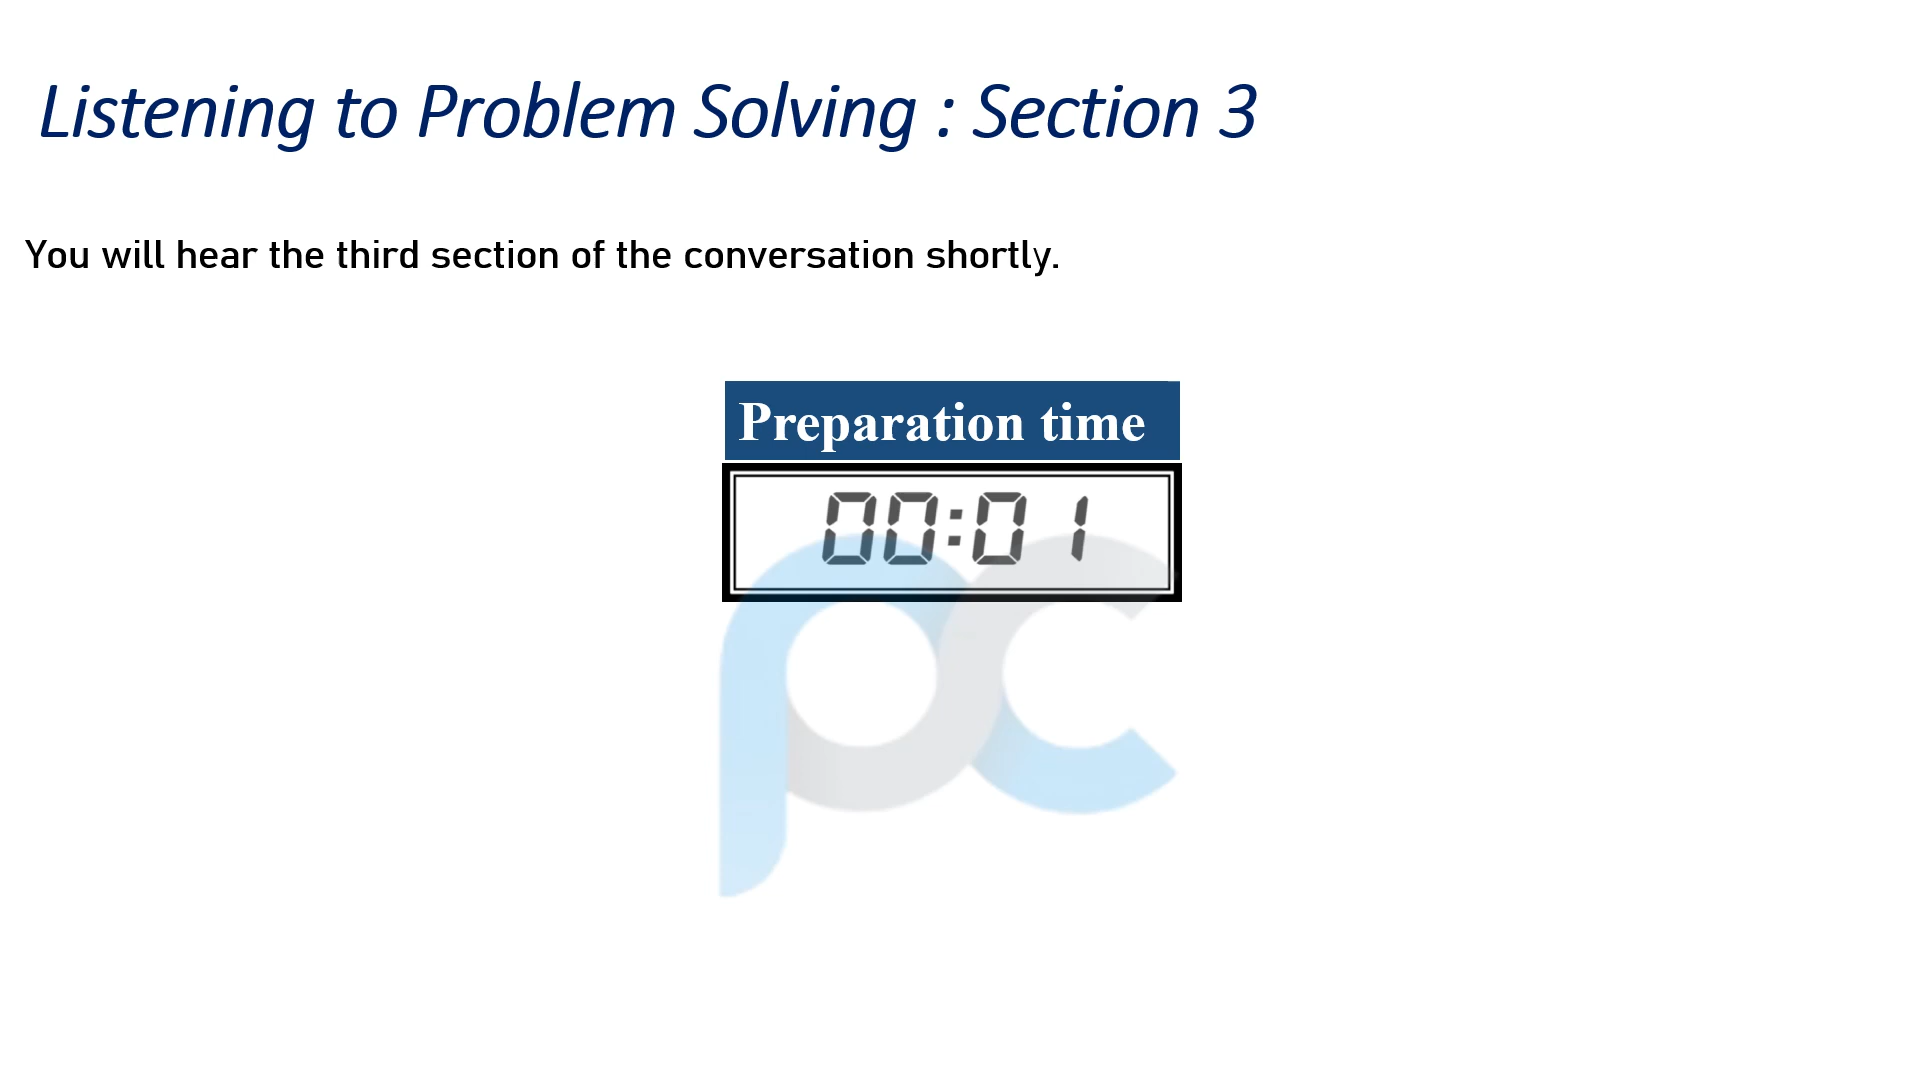 Listening to Problem Solving : Section 3
You will hear the third section of the conversation shortly.
Preparation time
00:01
pc